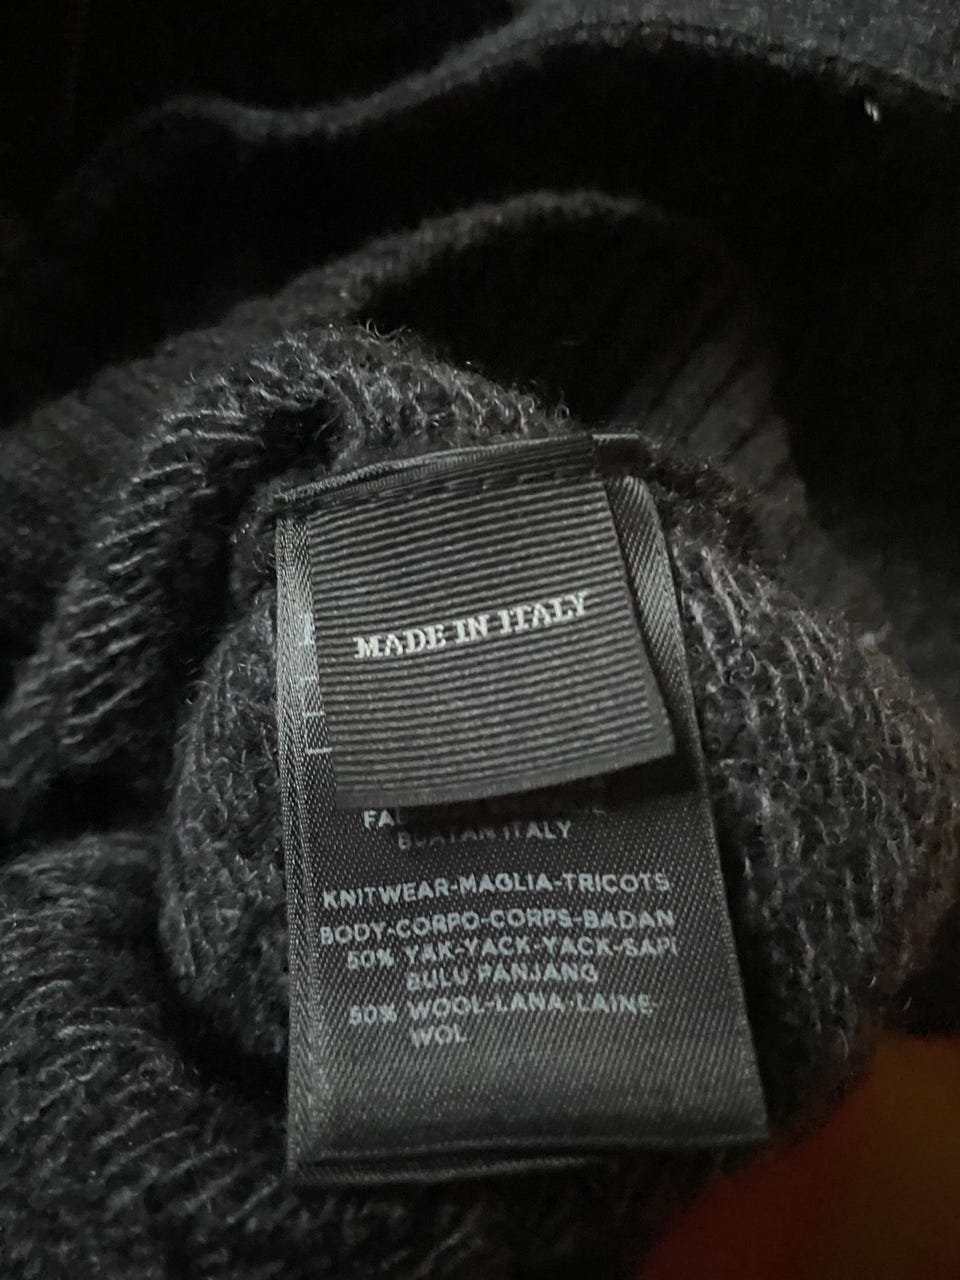 MADE IN ITALY
BUATAN ITALY
KNITWEAR-MAGLIA-TRICOTS
BODY-CORPO-CORPS-BADAN
50% YAK-YACK-YACK-SAPI
BULU PANJANG
50% WOOL-LANA-LAINE-
WOL